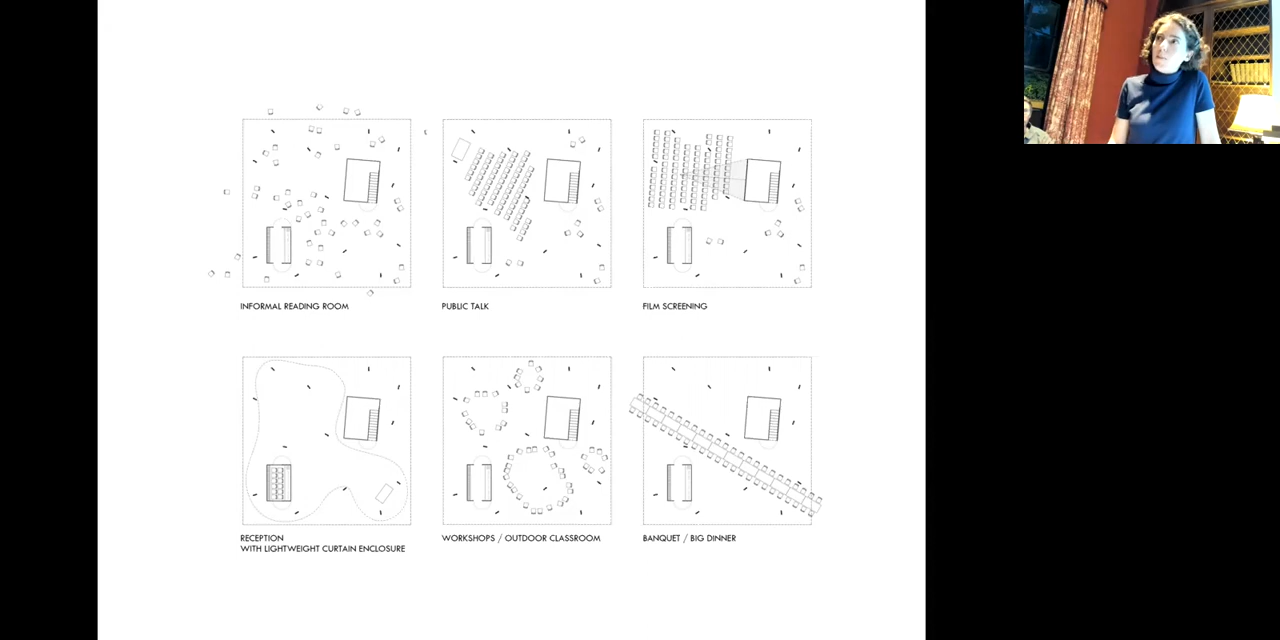 INFORMAL READING ROOM
PUBLIC TALK
FILM SCREENING
RECEPTION
WITH LIGHTWEIGHT CURTAIN ENCLOSURE
WORKSHOPS / OUTDOOR CLASSROOM
BANQUET / BIG DINNER